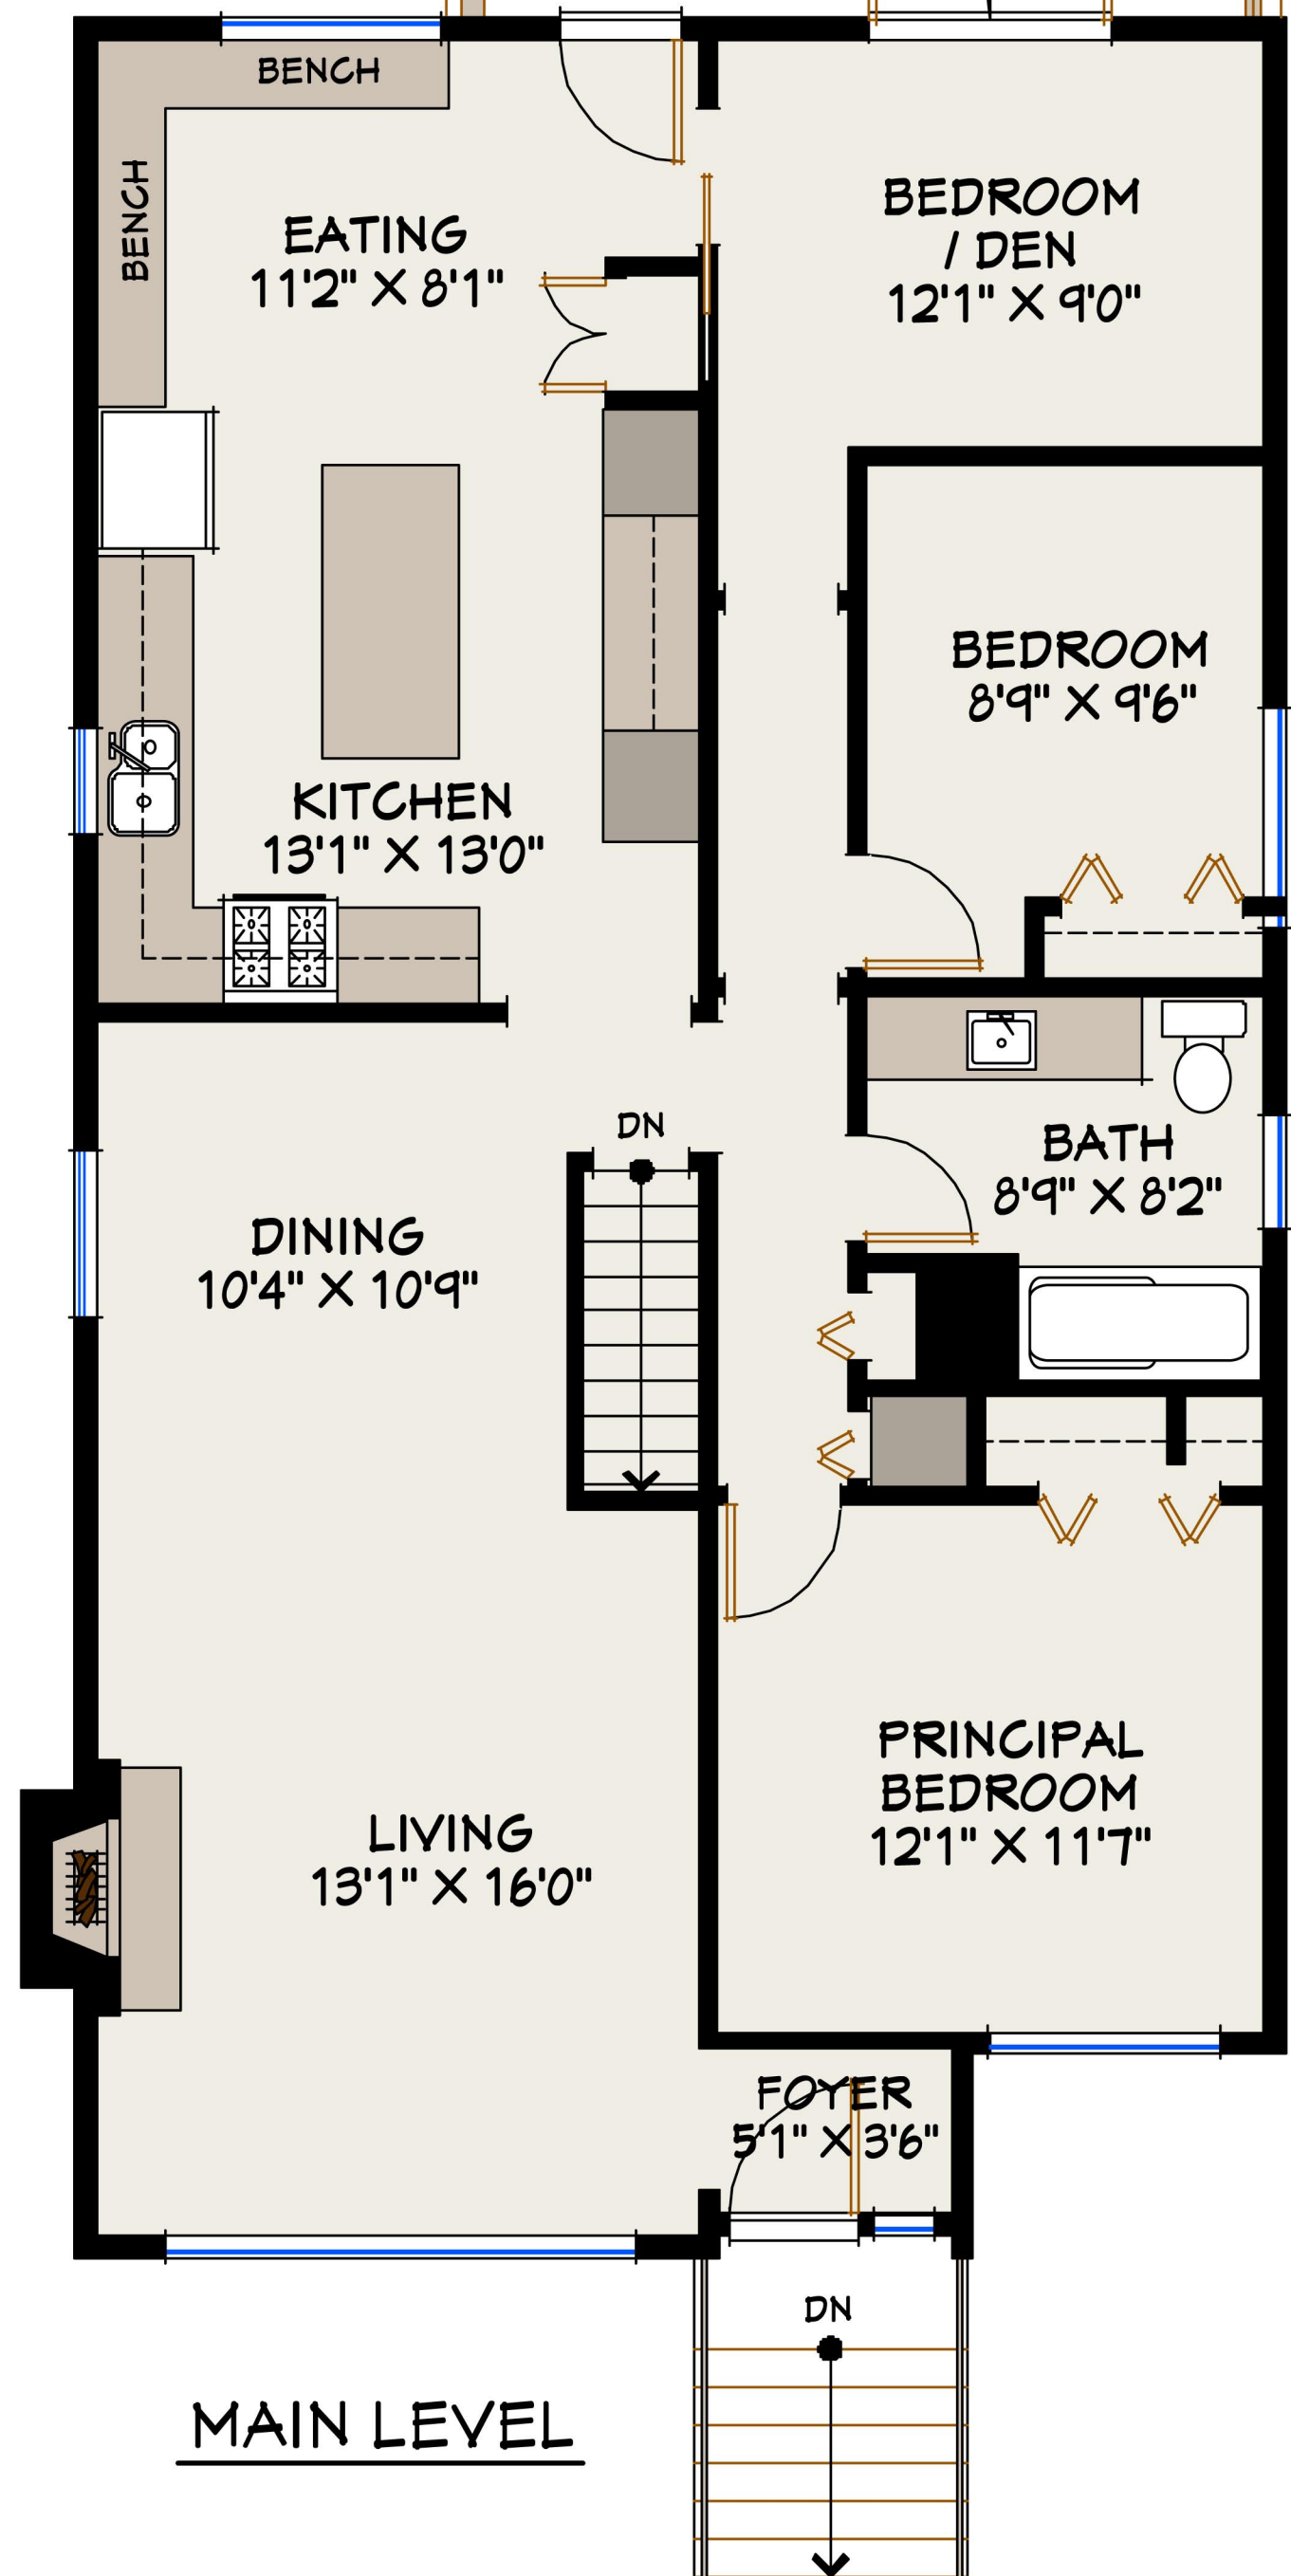 BENCH
BENCH
EATING
11'2" X 8'1"
BEDROOM
/ DEN
12'1" X 9'0"
BEDROOM
8'9" X 9'6"
KITCHEN
13'1" X 13'0"
DN
BATH
8'9" X 8'2"
DINING
10'4" X 10'9"
PRINCIPAL
BEDROOM
12'1" X 11'7"
LIVING
13'1" X 16'0"
FOYER
5'1" X 3'6"
DN
MAIN LEVEL